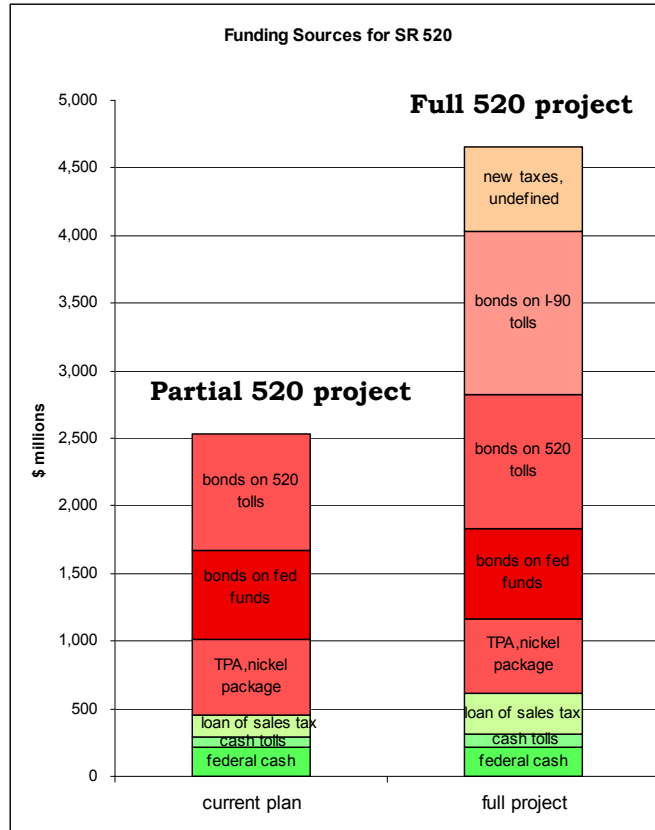 Funding Sources for SR 520
5,000
4,500
4,000
3,500
3,000
2,500
2,000
1,500
1,000
500
0
$ millions
Partial 520 project
bonds on 520
tolls
bonds on fed
funds
TPA,nickel
package
loan of sales tax
cash tolls
federal cash
current plan
Full 520 project
new taxes,
undefined
bonds on I-90
tolls
bonds on 520
tolls
bonds on fed
funds
TPA,nickel
package
loan of sales tax
cash tolls
federal cash
full project